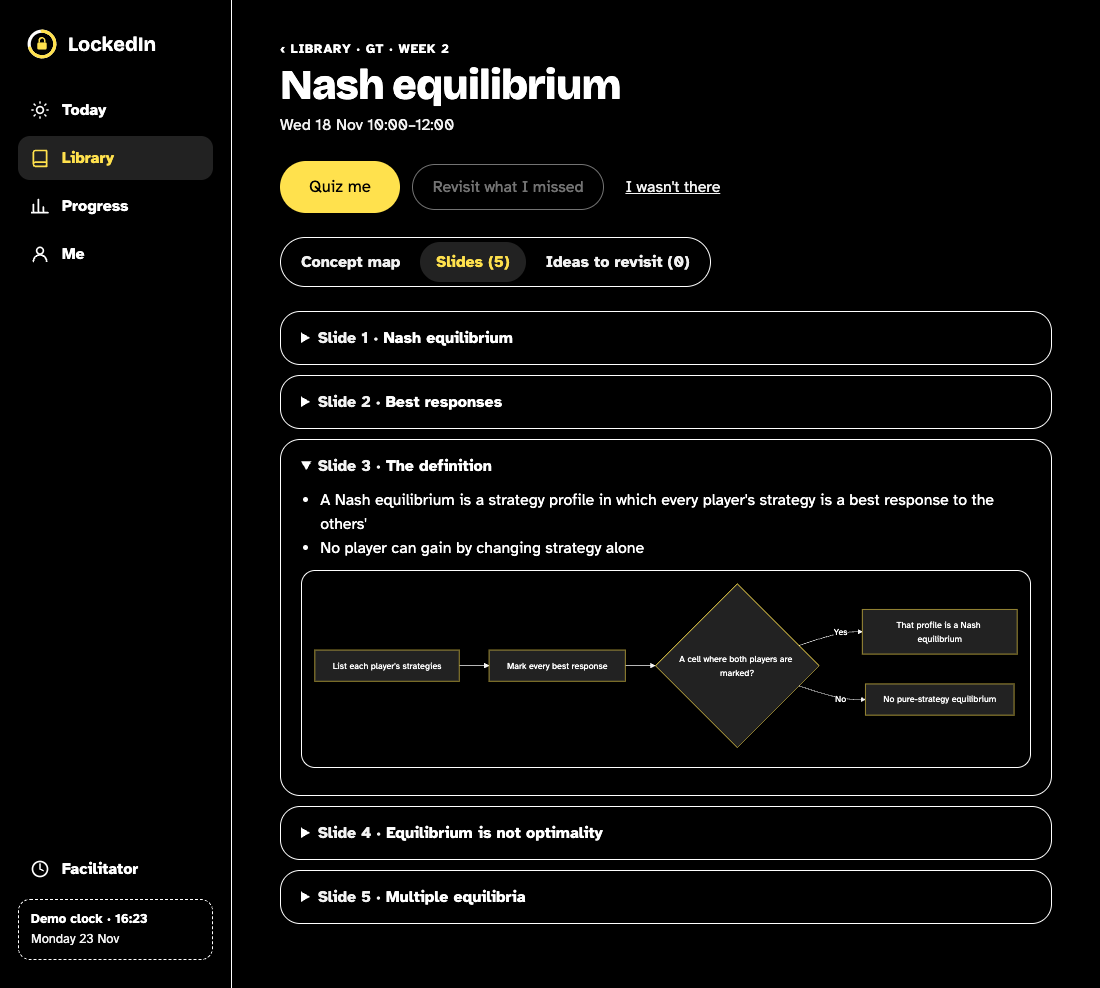 LockedIn
Today
Library
Progress
Me
Facilitator
Demo clock · 16:23
Monday 23 Nov
‹ LIBRARY · GT · WEEK 2
Nash equilibrium
Wed 18 Nov 10:00–12:00
Quiz me
Revisit what I missed
I wasn't there
Concept map
Slides (5)
Ideas to revisit (0)
Slide 1 · Nash equilibrium
Slide 2 · Best responses
Slide 3 · The definition
• A Nash equilibrium is a strategy profile in which every player's strategy is a best response to the
others'
• No player can gain by changing strategy alone
List each player's strategies
Mark every best response
A cell where both players are
marked?
Yes
That profile is a Nash
equilibrium
No
No pure-strategy equilibrium
Slide 4 · Equilibrium is not optimality
Slide 5 · Multiple equilibria